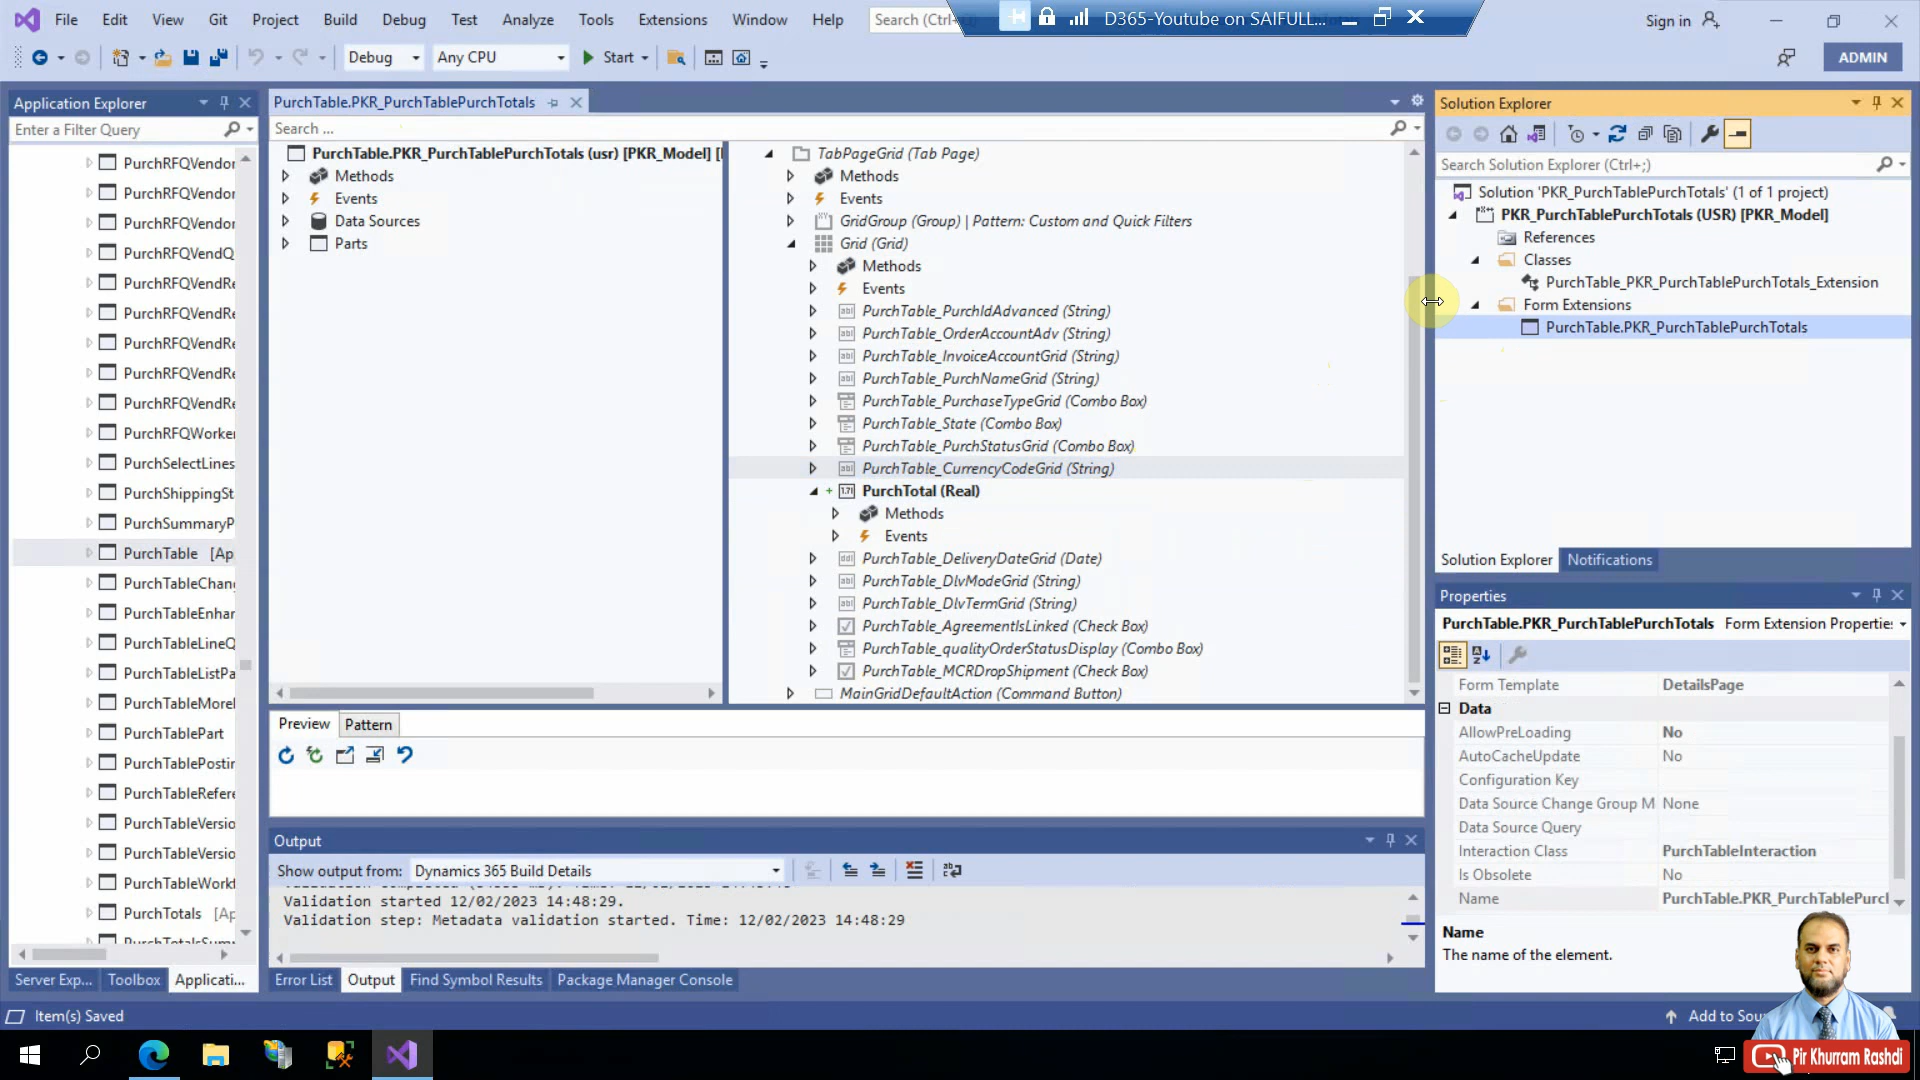 File Edit View Git Project Build Debug Test Analyze Tools Extensions Window Help Search (Ctrl+
D365-Youtube on SAIFULL...
Sign in
Debug Any CPU Start
ADMIN
Application Explorer
Enter a Filter Query
PurchRFQVendor
PurchRFQVendor
PurchRFQVendor
PurchRFQVendQ
PurchRFQVendRe
PurchRFQVendRe
PurchRFQVendRe
PurchRFQVendRe
PurchRFQVendRe
PurchRFQWorker
PurchSelectLines
PurchShippingSt
PurchSummaryP
PurchTable [Ap
PurchTableChan
PurchTableEnhar
PurchTableLineQ
PurchTableListPa
PurchTableMorel
PurchTablePart
PurchTablePostin
PurchTableRefere
PurchTableVersio
PurchTableVersio
PurchTableWorkf
PurchTotals [Ap
PurchTotalsSum
Server Exp... Toolbox Applicati...
PurchTable.PKR_PurchTablePurchTotals
Search ...
PurchTable.PKR_PurchTablePurchTotals (usr) [PKR_Model] [
Methods
Events
Data Sources
Parts
TabPageGrid (Tab Page)
Methods
Events
GridGroup (Group) | Pattern: Custom and Quick Filters
Grid (Grid)
Methods
Events
PurchTable_PurchIdAdvanced (String)
PurchTable_OrderAccountAdv (String)
PurchTable_InvoiceAccountGrid (String)
PurchTable_PurchNameGrid (String)
PurchTable_PurchaseTypeGrid (Combo Box)
PurchTable_State (Combo Box)
PurchTable_PurchStatusGrid (Combo Box)
PurchTable_CurrencyCodeGrid (String)
PurchTotal (Real)
Methods
Events
PurchTable_DeliveryDateGrid (Date)
PurchTable_DlvModeGrid (String)
PurchTable_DlvTermGrid (String)
PurchTable_AgreementIsLinked (Check Box)
PurchTable_qualityOrderStatusDisplay (Combo Box)
PurchTable_MCRDropShipment (Check Box)
MainGridDefaultAction (Command Button)
Preview Pattern
Output
Show output from: Dynamics 365 Build Details
Validation started 12/02/2023 14:48:29.
Validation step: Metadata validation started. Time: 12/02/2023 14:48:29
Error List Output Find Symbol Results Package Manager Console
Solution Explorer
Search Solution Explorer (Ctrl+;)
Solution 'PKR_PurchTablePurchTotals' (1 of 1 project)
PKR_PurchTablePurchTotals (USR) [PKR_Model]
References
Classes
PurchTable_PKR_PurchTablePurchTotals_Extension
Form Extensions
PurchTable.PKR_PurchTablePurchTotals
Solution Explorer Notifications
Properties
PurchTable.PKR_PurchTablePurchTotals Form Extension Properties
Form Template DetailsPage
Data
AllowPreLoading No
AutoCacheUpdate No
Configuration Key
Data Source Change Group M None
Data Source Query
Interaction Class PurchTableInteraction
Is Obsolete No
Name PurchTable.PKR_PurchTablePurcl
Name
The name of the element.
Item(s) Saved
Add to Sou
Pir Khurram Rashdi